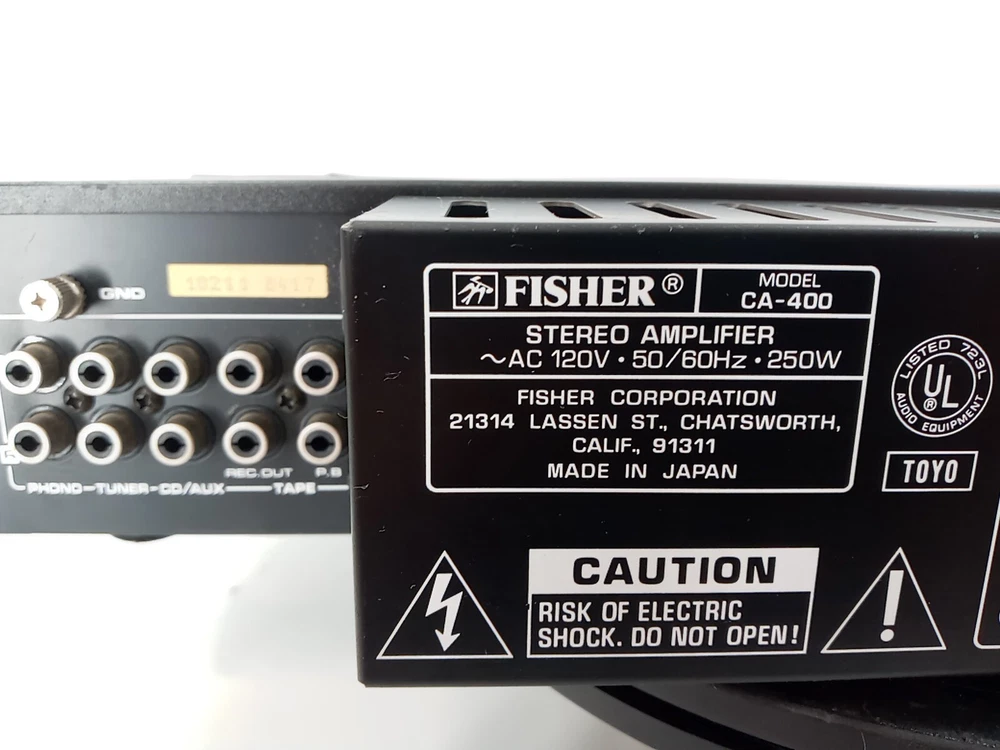 GND
FISHER®
MODEL
CA-400
STEREO AMPLIFIER
~AC 120V • 50/60Hz • 250W
FISHER CORPORATION
21314 LASSEN ST., CHATSWORTH,
CALIF., 91311
MADE IN JAPAN
LISTED 723L
UL®
AUDIO EQUIPMENT
TOYO
REC.OUT P.B
PHONO-TUNER-CD/AUX TAPE
CAUTION
RISK OF ELECTRIC
SHOCK. DO NOT OPEN!
!